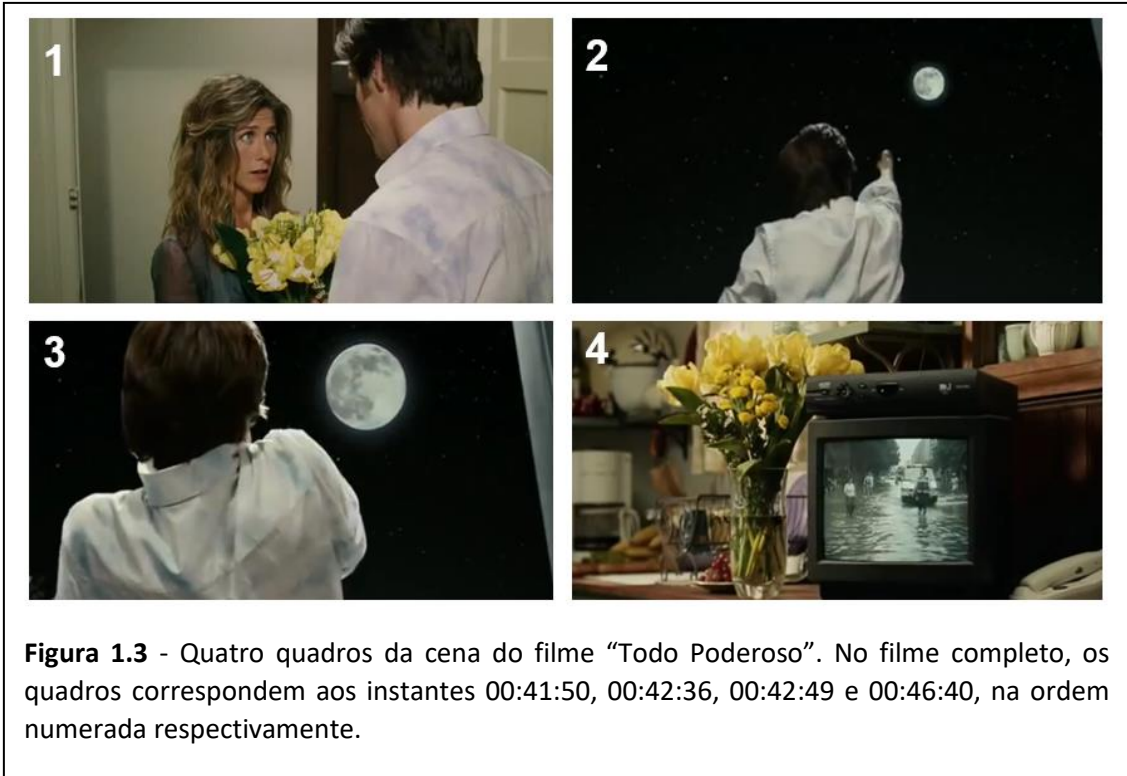 1
2
3
4
Figura 1.3 - Quatro quadros da cena do filme “Todo Poderoso”. No filme completo, os
quadros correspondem aos instantes 00:41:50, 00:42:36, 00:42:49 e 00:46:40, na ordem
numerada respectivamente.